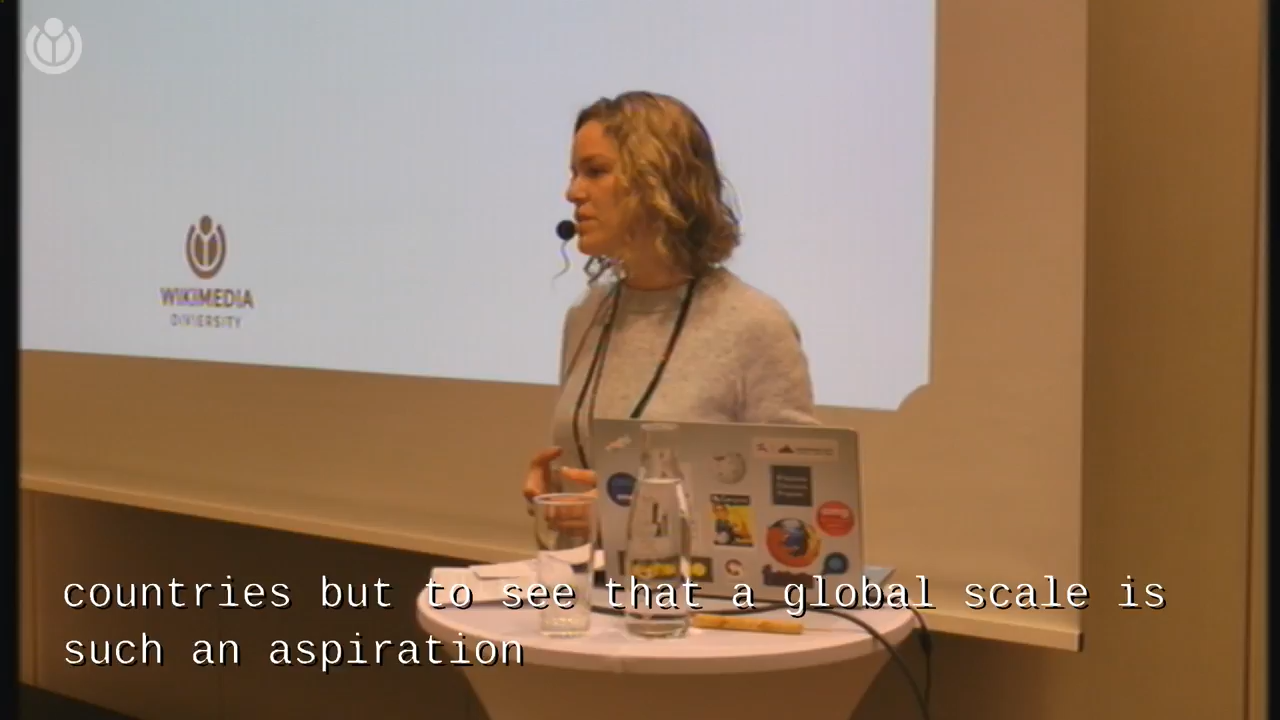 WIKIMEDIA
DIVERSITY
countries but to see that a global scale is
such an aspiration